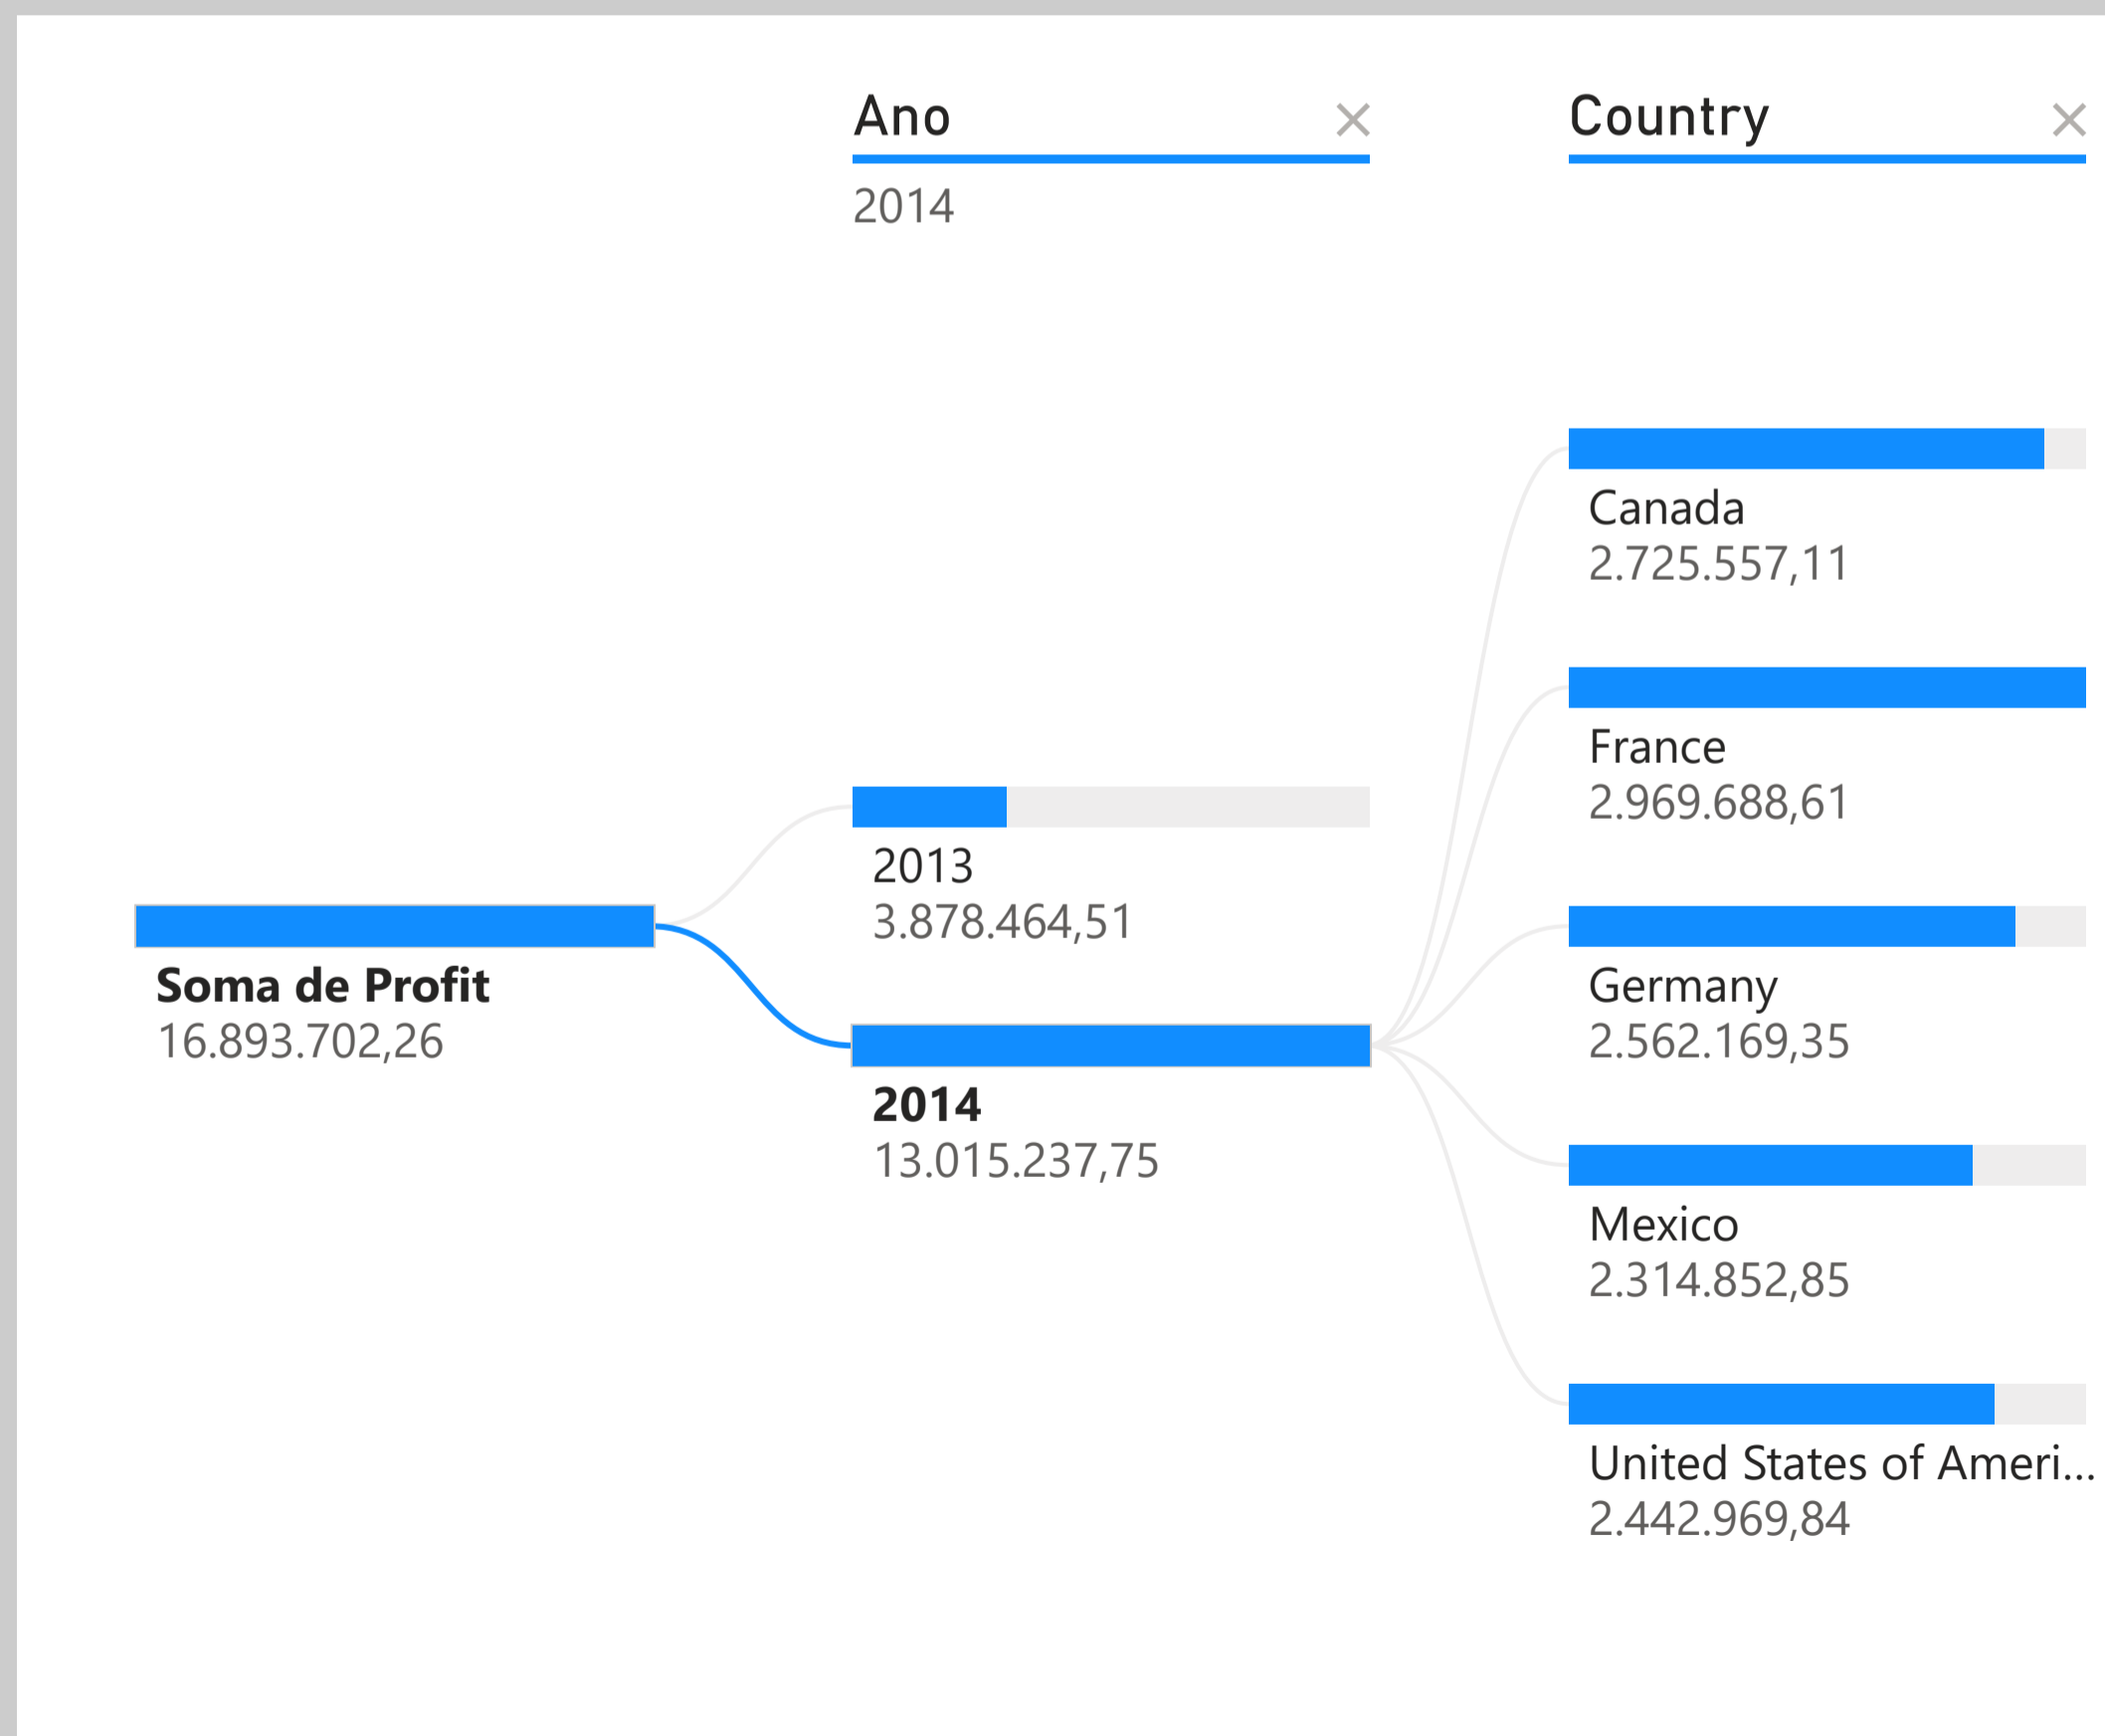 Ano
Country
2014
Canada
2.725.557,11
France
2.969.688,61
2013
3.878.464,51
Soma de Profit
16.893.702,26
Germany
2.562.169,35
2014
13.015.237,75
Mexico
2.314.852,85
United States of Ameri...
2.442.969,84